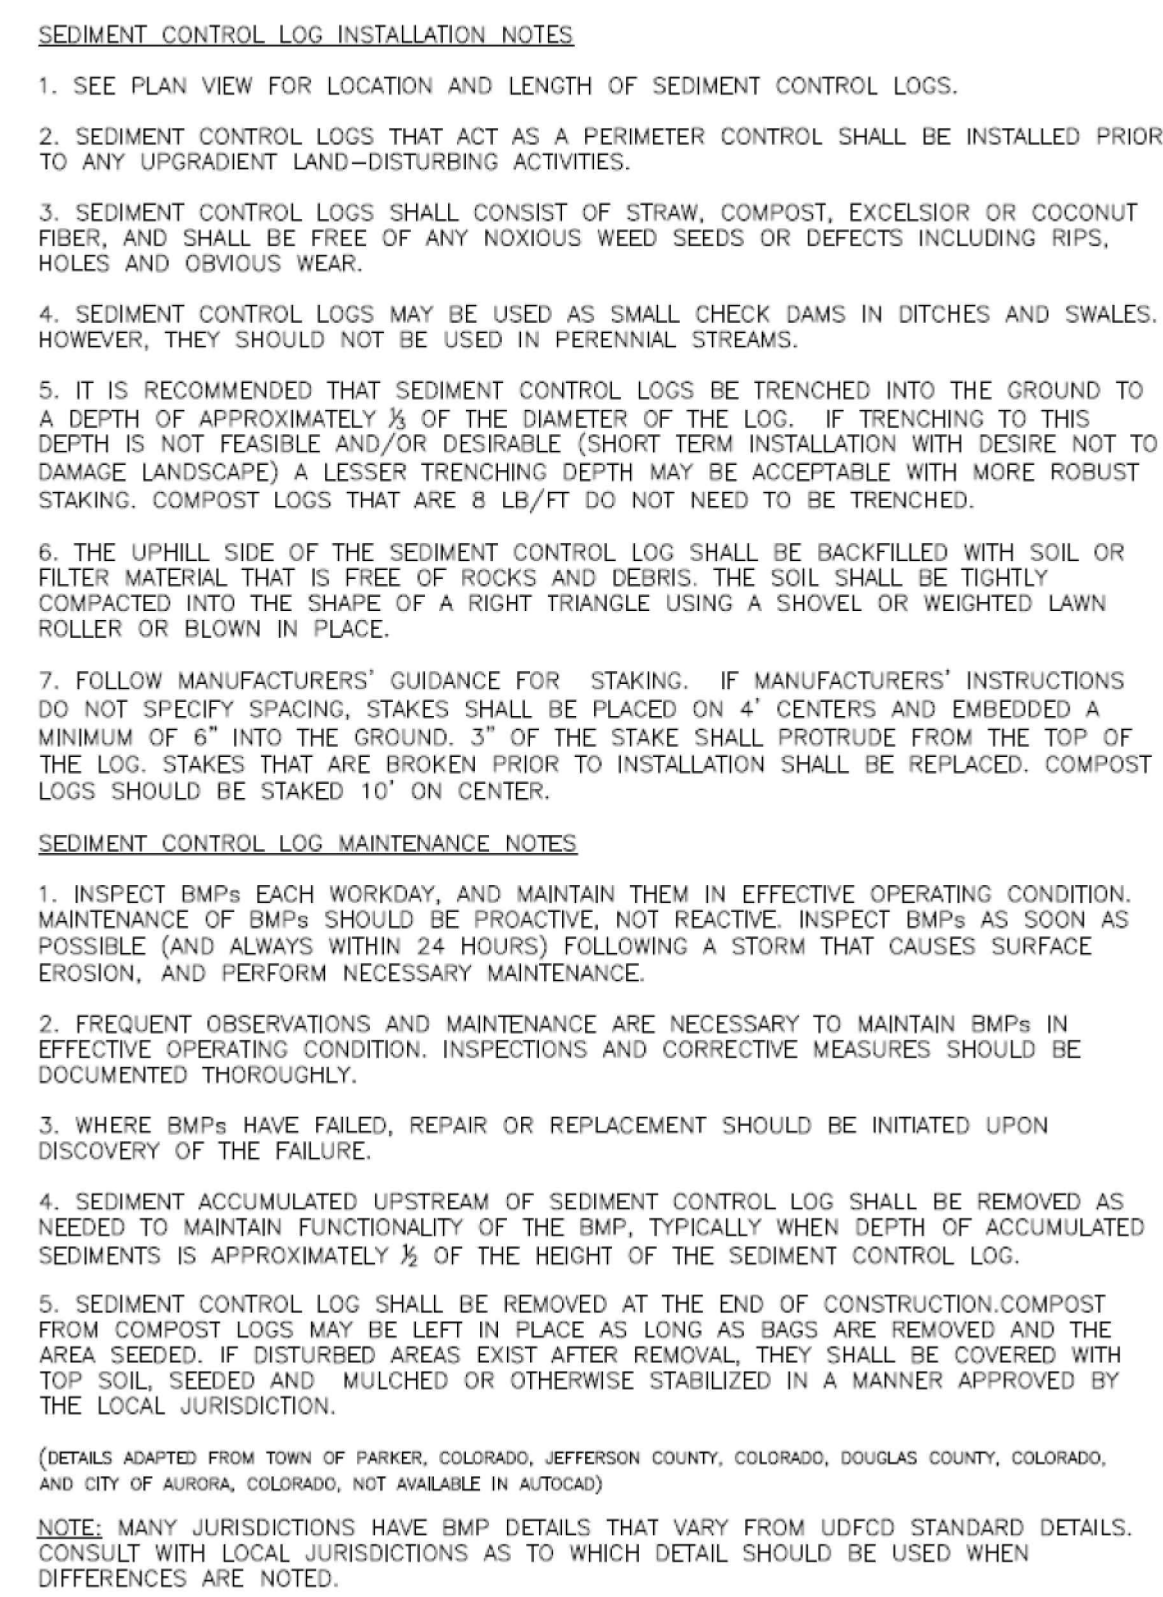 SEDIMENT CONTROL LOG INSTALLATION NOTES
1. SEE PLAN VIEW FOR LOCATION AND LENGTH OF SEDIMENT CONTROL LOGS.
2. SEDIMENT CONTROL LOGS THAT ACT AS A PERIMETER CONTROL SHALL BE INSTALLED PRIOR
TO ANY UPGRADIENT LAND-DISTURBING ACTIVITIES.
3. SEDIMENT CONTROL LOGS SHALL CONSIST OF STRAW, COMPOST, EXCELSIOR OR COCONUT
FIBER, AND SHALL BE FREE OF ANY NOXIOUS WEED SEEDS OR DEFECTS INCLUDING RIPS,
HOLES AND OBVIOUS WEAR.
4. SEDIMENT CONTROL LOGS MAY BE USED AS SMALL CHECK DAMS IN DITCHES AND SWALES.
HOWEVER, THEY SHOULD NOT BE USED IN PERENNIAL STREAMS.
5. IT IS RECOMMENDED THAT SEDIMENT CONTROL LOGS BE TRENCHED INTO THE GROUND TO
A DEPTH OF APPROXIMATELY ⅓ OF THE DIAMETER OF THE LOG. IF TRENCHING TO THIS
DEPTH IS NOT FEASIBLE AND/OR DESIRABLE (SHORT TERM INSTALLATION WITH DESIRE NOT TO
DAMAGE LANDSCAPE) A LESSER TRENCHING DEPTH MAY BE ACCEPTABLE WITH MORE ROBUST
STAKING. COMPOST LOGS THAT ARE 8 LB/FT DO NOT NEED TO BE TRENCHED.
6. THE UPHILL SIDE OF THE SEDIMENT CONTROL LOG SHALL BE BACKFILLED WITH SOIL OR
FILTER MATERIAL THAT IS FREE OF ROCKS AND DEBRIS. THE SOIL SHALL BE TIGHTLY
COMPACTED INTO THE SHAPE OF A RIGHT TRIANGLE USING A SHOVEL OR WEIGHTED LAWN
ROLLER OR BLOWN IN PLACE.
7. FOLLOW MANUFACTURERS' GUIDANCE FOR STAKING. IF MANUFACTURERS' INSTRUCTIONS
DO NOT SPECIFY SPACING, STAKES SHALL BE PLACED ON 4' CENTERS AND EMBEDDED A
MINIMUM OF 6" INTO THE GROUND. 3" OF THE STAKE SHALL PROTRUDE FROM THE TOP OF
THE LOG. STAKES THAT ARE BROKEN PRIOR TO INSTALLATION SHALL BE REPLACED. COMPOST
LOGS SHOULD BE STAKED 10' ON CENTER.
SEDIMENT CONTROL LOG MAINTENANCE NOTES
1. INSPECT BMPs EACH WORKDAY, AND MAINTAIN THEM IN EFFECTIVE OPERATING CONDITION.
MAINTENANCE OF BMPs SHOULD BE PROACTIVE, NOT REACTIVE. INSPECT BMPs AS SOON AS
POSSIBLE (AND ALWAYS WITHIN 24 HOURS) FOLLOWING A STORM THAT CAUSES SURFACE
EROSION, AND PERFORM NECESSARY MAINTENANCE.
2. FREQUENT OBSERVATIONS AND MAINTENANCE ARE NECESSARY TO MAINTAIN BMPs IN
EFFECTIVE OPERATING CONDITION. INSPECTIONS AND CORRECTIVE MEASURES SHOULD BE
DOCUMENTED THOROUGHLY.
3. WHERE BMPs HAVE FAILED, REPAIR OR REPLACEMENT SHOULD BE INITIATED UPON
DISCOVERY OF THE FAILURE.
4. SEDIMENT ACCUMULATED UPSTREAM OF SEDIMENT CONTROL LOG SHALL BE REMOVED AS
NEEDED TO MAINTAIN FUNCTIONALITY OF THE BMP, TYPICALLY WHEN DEPTH OF ACCUMULATED
SEDIMENTS IS APPROXIMATELY ½ OF THE HEIGHT OF THE SEDIMENT CONTROL LOG.
5. SEDIMENT CONTROL LOG SHALL BE REMOVED AT THE END OF CONSTRUCTION.COMPOST
FROM COMPOST LOGS MAY BE LEFT IN PLACE AS LONG AS BAGS ARE REMOVED AND THE
AREA SEEDED. IF DISTURBED AREAS EXIST AFTER REMOVAL, THEY SHALL BE COVERED WITH
TOP SOIL, SEEDED AND MULCHED OR OTHERWISE STABILIZED IN A MANNER APPROVED BY
THE LOCAL JURISDICTION.
(DETAILS ADAPTED FROM TOWN OF PARKER, COLORADO, JEFFERSON COUNTY, COLORADO, DOUGLAS COUNTY, COLORADO,
AND CITY OF AURORA, COLORADO, NOT AVAILABLE IN AUTOCAD)
NOTE: MANY JURISDICTIONS HAVE BMP DETAILS THAT VARY FROM UDFCD STANDARD DETAILS.
CONSULT WITH LOCAL JURISDICTIONS AS TO WHICH DETAIL SHOULD BE USED WHEN
DIFFERENCES ARE NOTED.